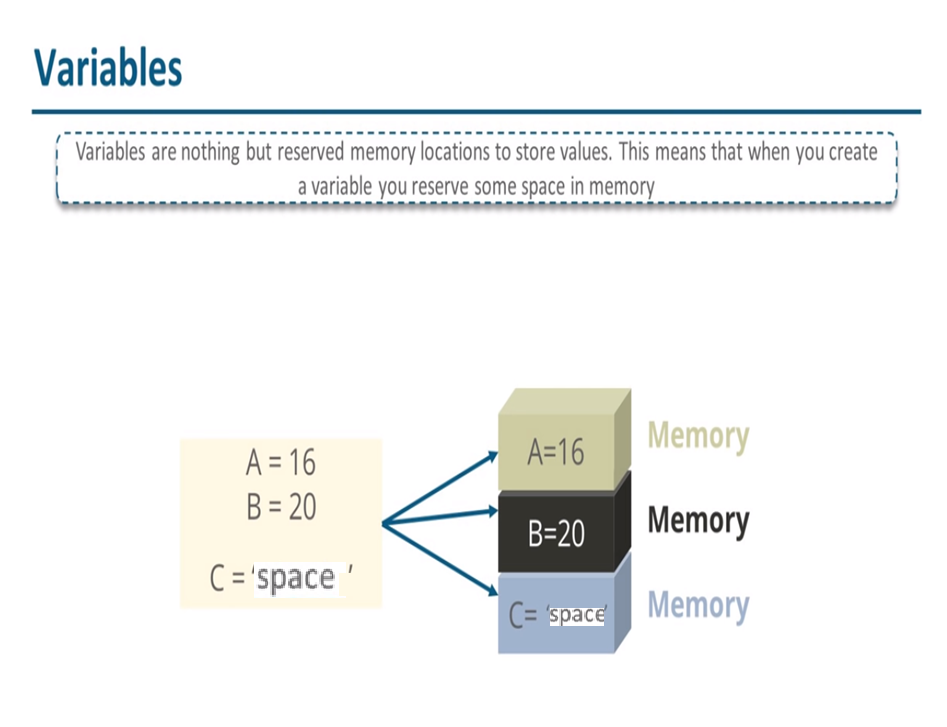 Variables
Variables are nothing but reserved memory locations to store values. This means that when you create
a variable you reserve some space in memory
A = 16
B = 20
C = 'space '
A=16
Memory
B=20
Memory
C= 'space'
Memory